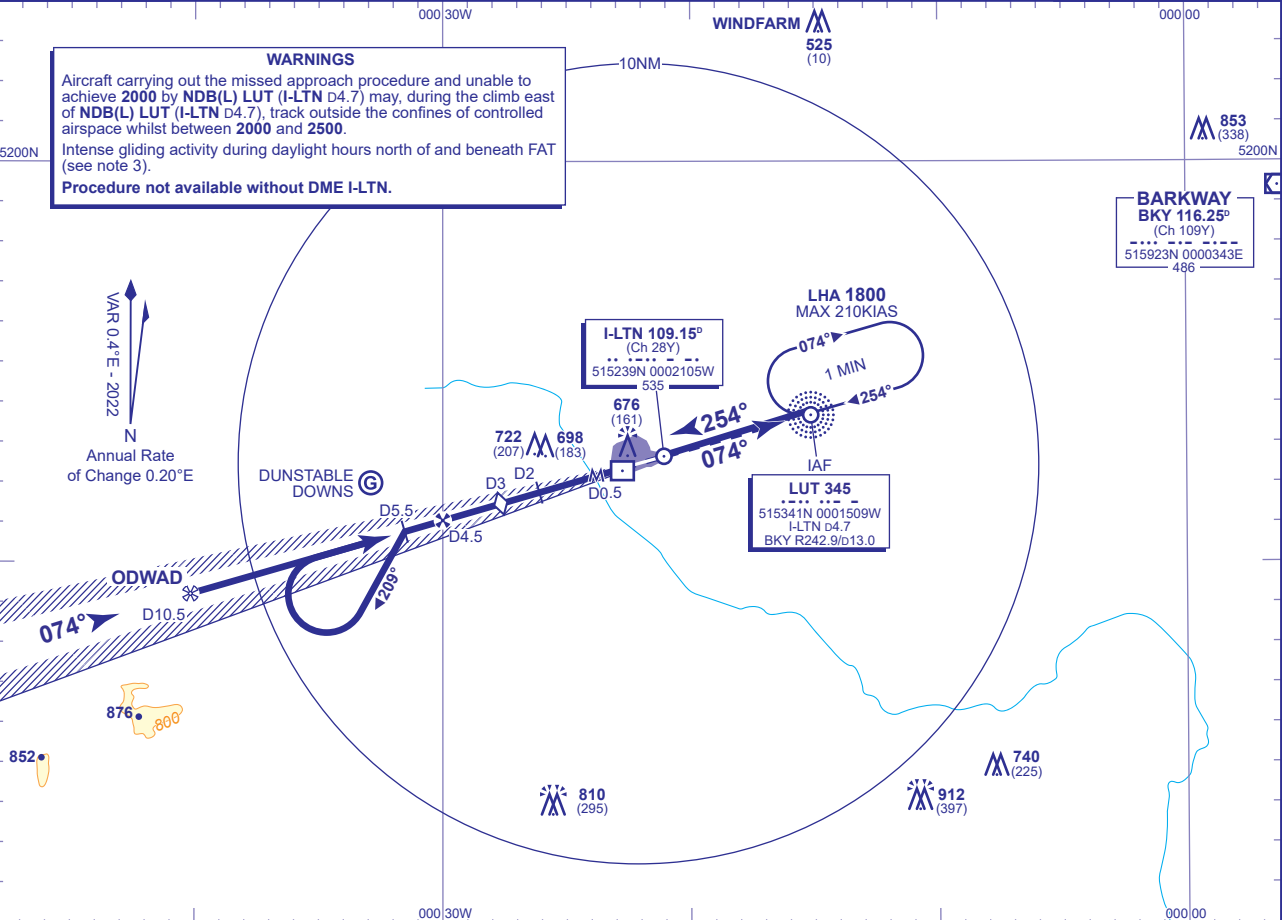 000 30W
WINDFARM
525
(10)
000 00
WARNINGS
Aircraft carrying out the missed approach procedure and unable to
achieve 2000 by NDB(L) LUT (I-LTN D4.7) may, during the climb east
of NDB(L) LUT (I-LTN D4.7), track outside the confines of controlled
airspace whilst between 2000 and 2500.
Intense gliding activity during daylight hours north of and beneath FAT
(see note 3).
Procedure not available without DME I-LTN.
10NM
853
(338)
5200N
5200N
BARKWAY
BKY 116.25D
(Ch 109Y)
515923N 0000343E
486
VAR 0.4°E - 2022
N
Annual Rate
of Change 0.20°E
LHA 1800
MAX 210KIAS
074°
1 MIN
254°
I-LTN 109.15D
(Ch 28Y)
515239N 0002105W
535
676
(161)
254°
074°
722
(207)
698
(183)
IAF
LUT 345
515341N 0001509W
I-LTN D4.7
BKY R242.9/D13.0
DUNSTABLE
DOWNS
G
D5.5
D4.5
D3
D2
D0.5
209°
ODWAD
D10.5
074°
876
800
852
810
(295)
912
(397)
740
(225)
000 30W
000 00